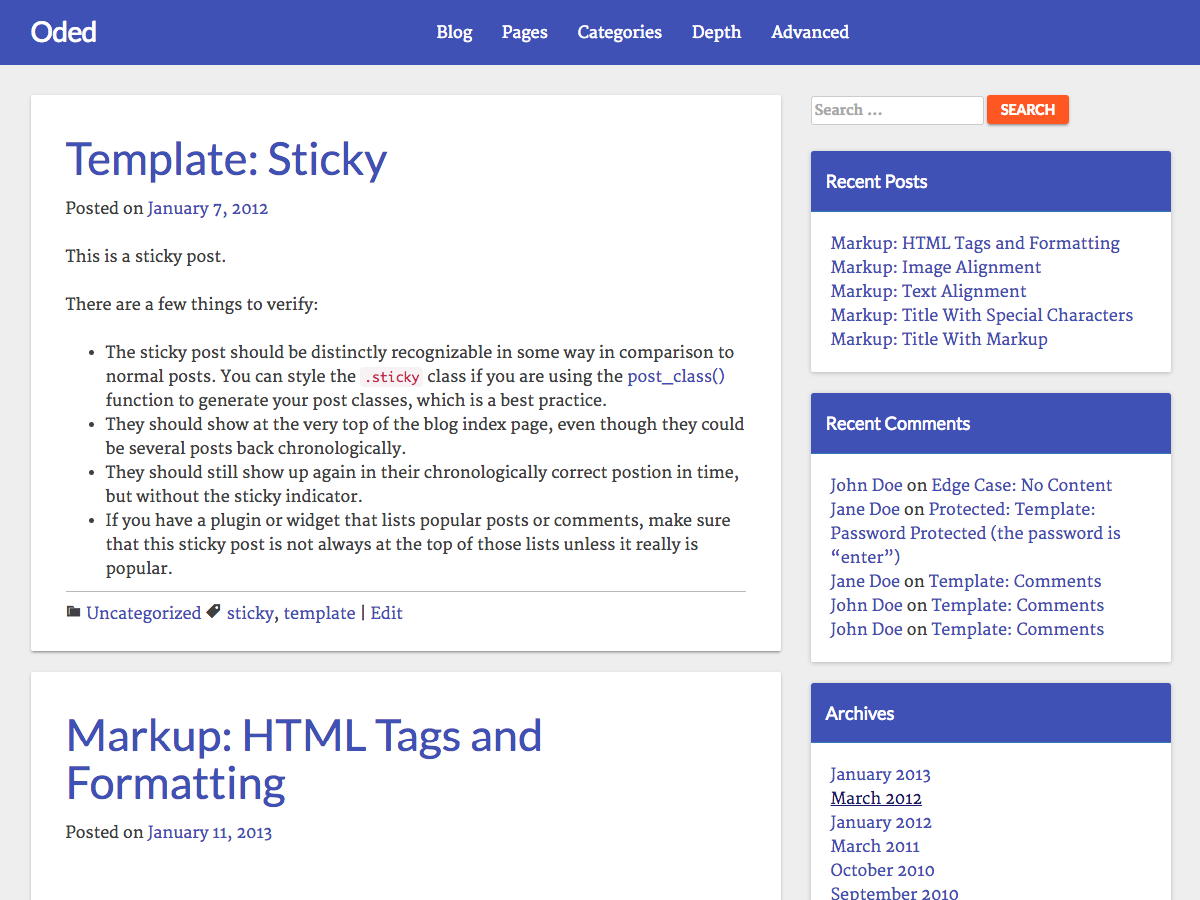 Oded
Blog Pages Categories Depth Advanced
Template: Sticky
Posted on January 7, 2012
This is a sticky post.
There are a few things to verify:
• The sticky post should be distinctly recognizable in some way in comparison to
normal posts. You can style the .sticky class if you are using the post_class()
function to generate your post classes, which is a best practice.
• They should show at the very top of the blog index page, even though they could
be several posts back chronologically.
• They should still show up again in their chronologically correct postion in time,
but without the sticky indicator.
• If you have a plugin or widget that lists popular posts or comments, make sure
that this sticky post is not always at the top of those lists unless it really is
popular.
Uncategorized sticky, template | Edit
Markup: HTML Tags and
Formatting
Posted on January 11, 2013
Search ... SEARCH
Recent Posts
Markup: HTML Tags and Formatting
Markup: Image Alignment
Markup: Text Alignment
Markup: Title With Special Characters
Markup: Title With Markup
Recent Comments
John Doe on Edge Case: No Content
Jane Doe on Protected: Template:
Password Protected (the password is
“enter”)
Jane Doe on Template: Comments
John Doe on Template: Comments
John Doe on Template: Comments
Archives
January 2013
March 2012
January 2012
March 2011
October 2010
September 2010